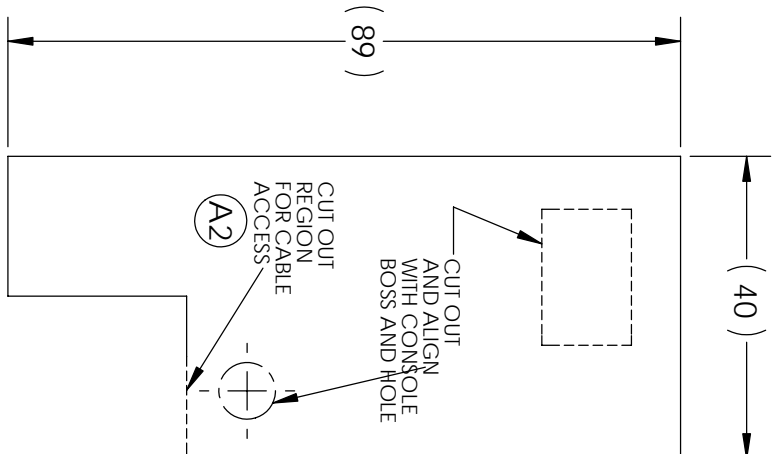 (89)
(40)
CUT OUT
AND ALIGN
WITH CONSOLE
BOSS AND HOLE
CUT OUT
REGION
FOR CABLE
ACCESS
A2